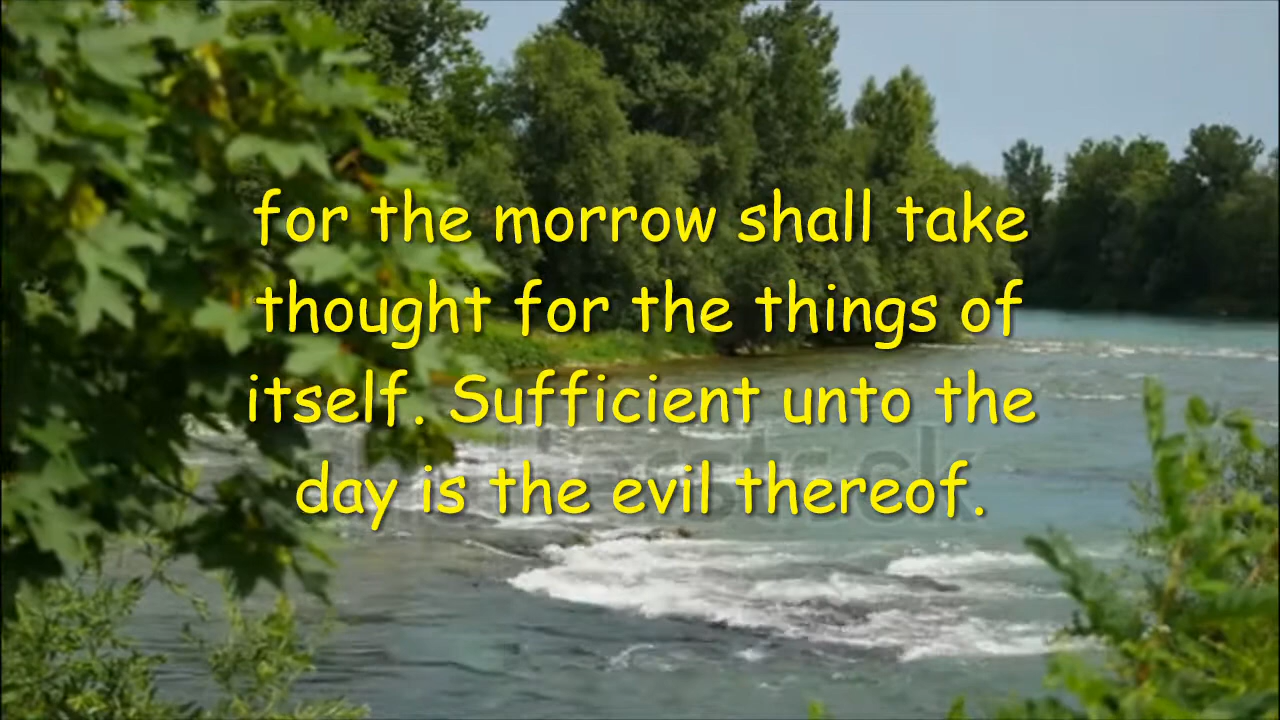 for the morrow shall take
thought for the things of
itself. Sufficient unto the
day is the evil thereof.